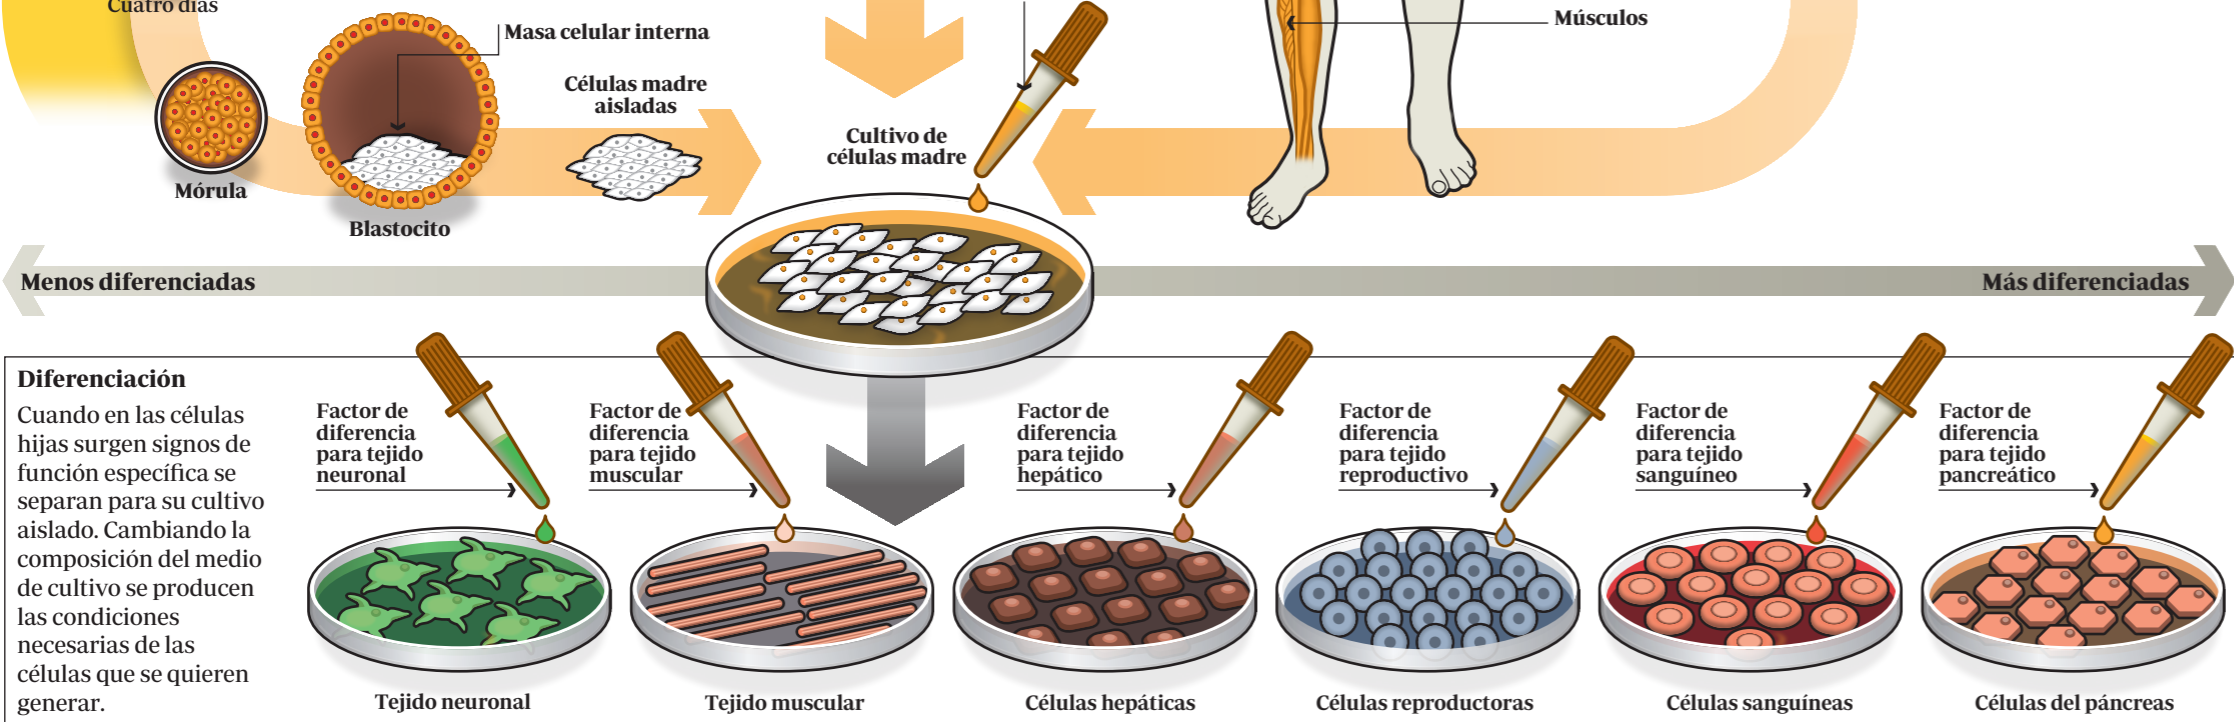 Cuatro días
Masa celular interna
Células madre
aisladas
Mórula
Blastocito
Cultivo de
células madre
Músculos
Menos diferenciadas
Más diferenciadas
Diferenciación
Cuando en las células
hijas surgen signos de
función específica se
separan para su cultivo
aislado. Cambiando la
composición del medio
de cultivo se producen
las condiciones
necesarias de las
células que se quieren
generar.
Factor de
diferencia
para tejido
neuronal
Factor de
diferencia
para tejido
muscular
Factor de
diferencia
para tejido
hepático
Factor de
diferencia
para tejido
reproductivo
Factor de
diferencia
para tejido
sanguíneo
Factor de
diferencia
para tejido
pancreático
Tejido neuronal
Tejido muscular
Células hepáticas
Células reproductoras
Células sanguíneas
Células del páncreas